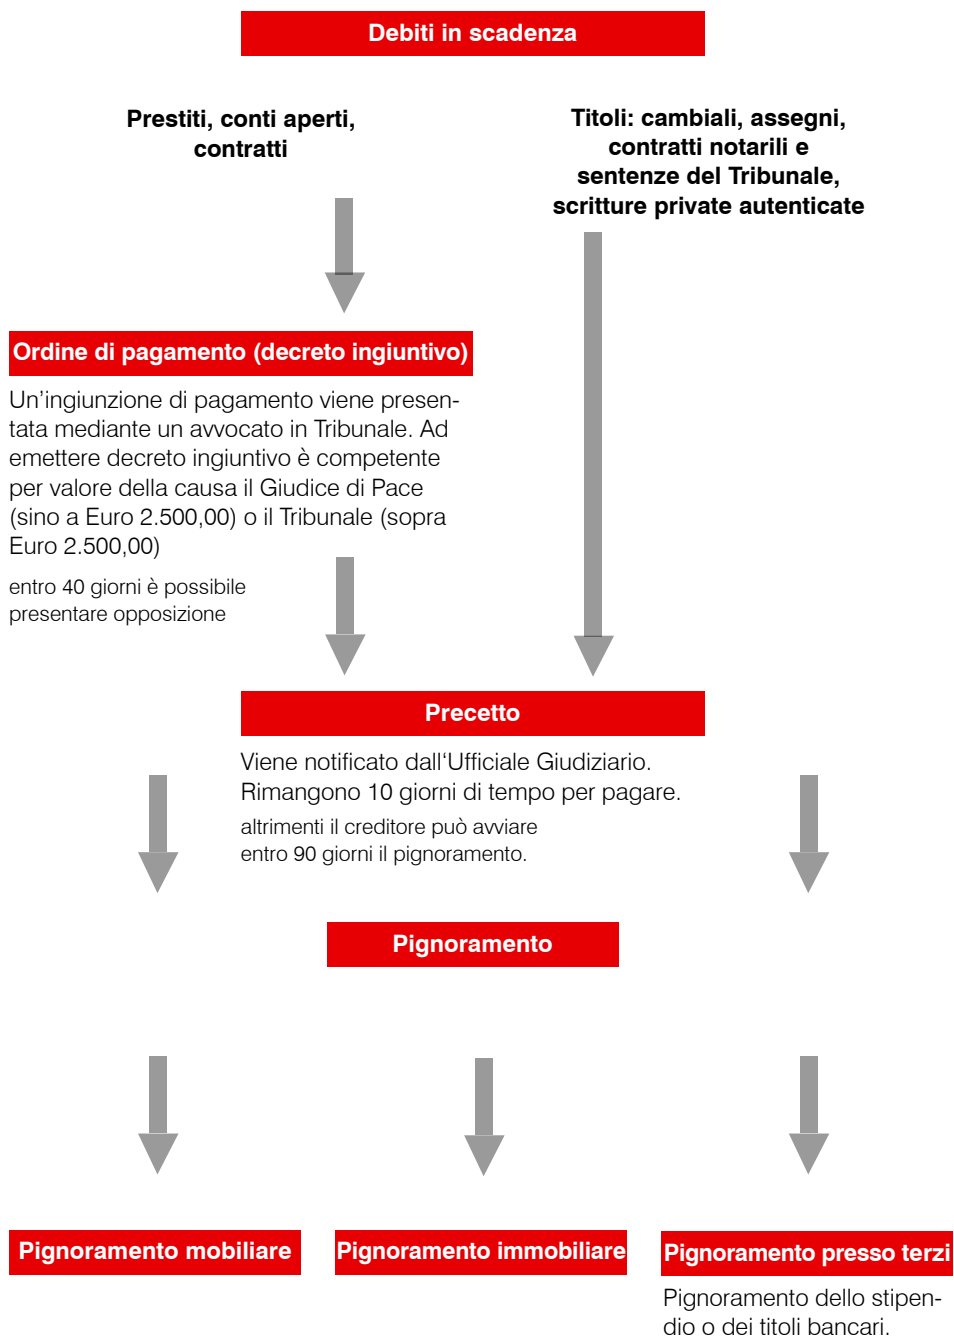 Debiti in scadenza
Prestiti, conti aperti,
contratti
Titoli: cambiali, assegni,
contratti notarili e
sentenze del Tribunale,
scritture private autenticate
Ordine di pagamento (decreto ingiuntivo)
Un’ingiunzione di pagamento viene presen-
tata mediante un avvocato in Tribunale. Ad
emettere decreto ingiuntivo è competente
per valore della causa il Giudice di Pace
(sino a Euro 2.500,00) o il Tribunale (sopra
Euro 2.500,00)
entro 40 giorni è possibile
presentare opposizione
Precetto
Viene notificato dall‘Ufficiale Giudiziario.
Rimangono 10 giorni di tempo per pagare.
altrimenti il creditore può avviare
entro 90 giorni il pignoramento.
Pignoramento
Pignoramento mobiliare
Pignoramento immobiliare
Pignoramento presso terzi
Pignoramento dello stipen-
dio o dei titoli bancari.